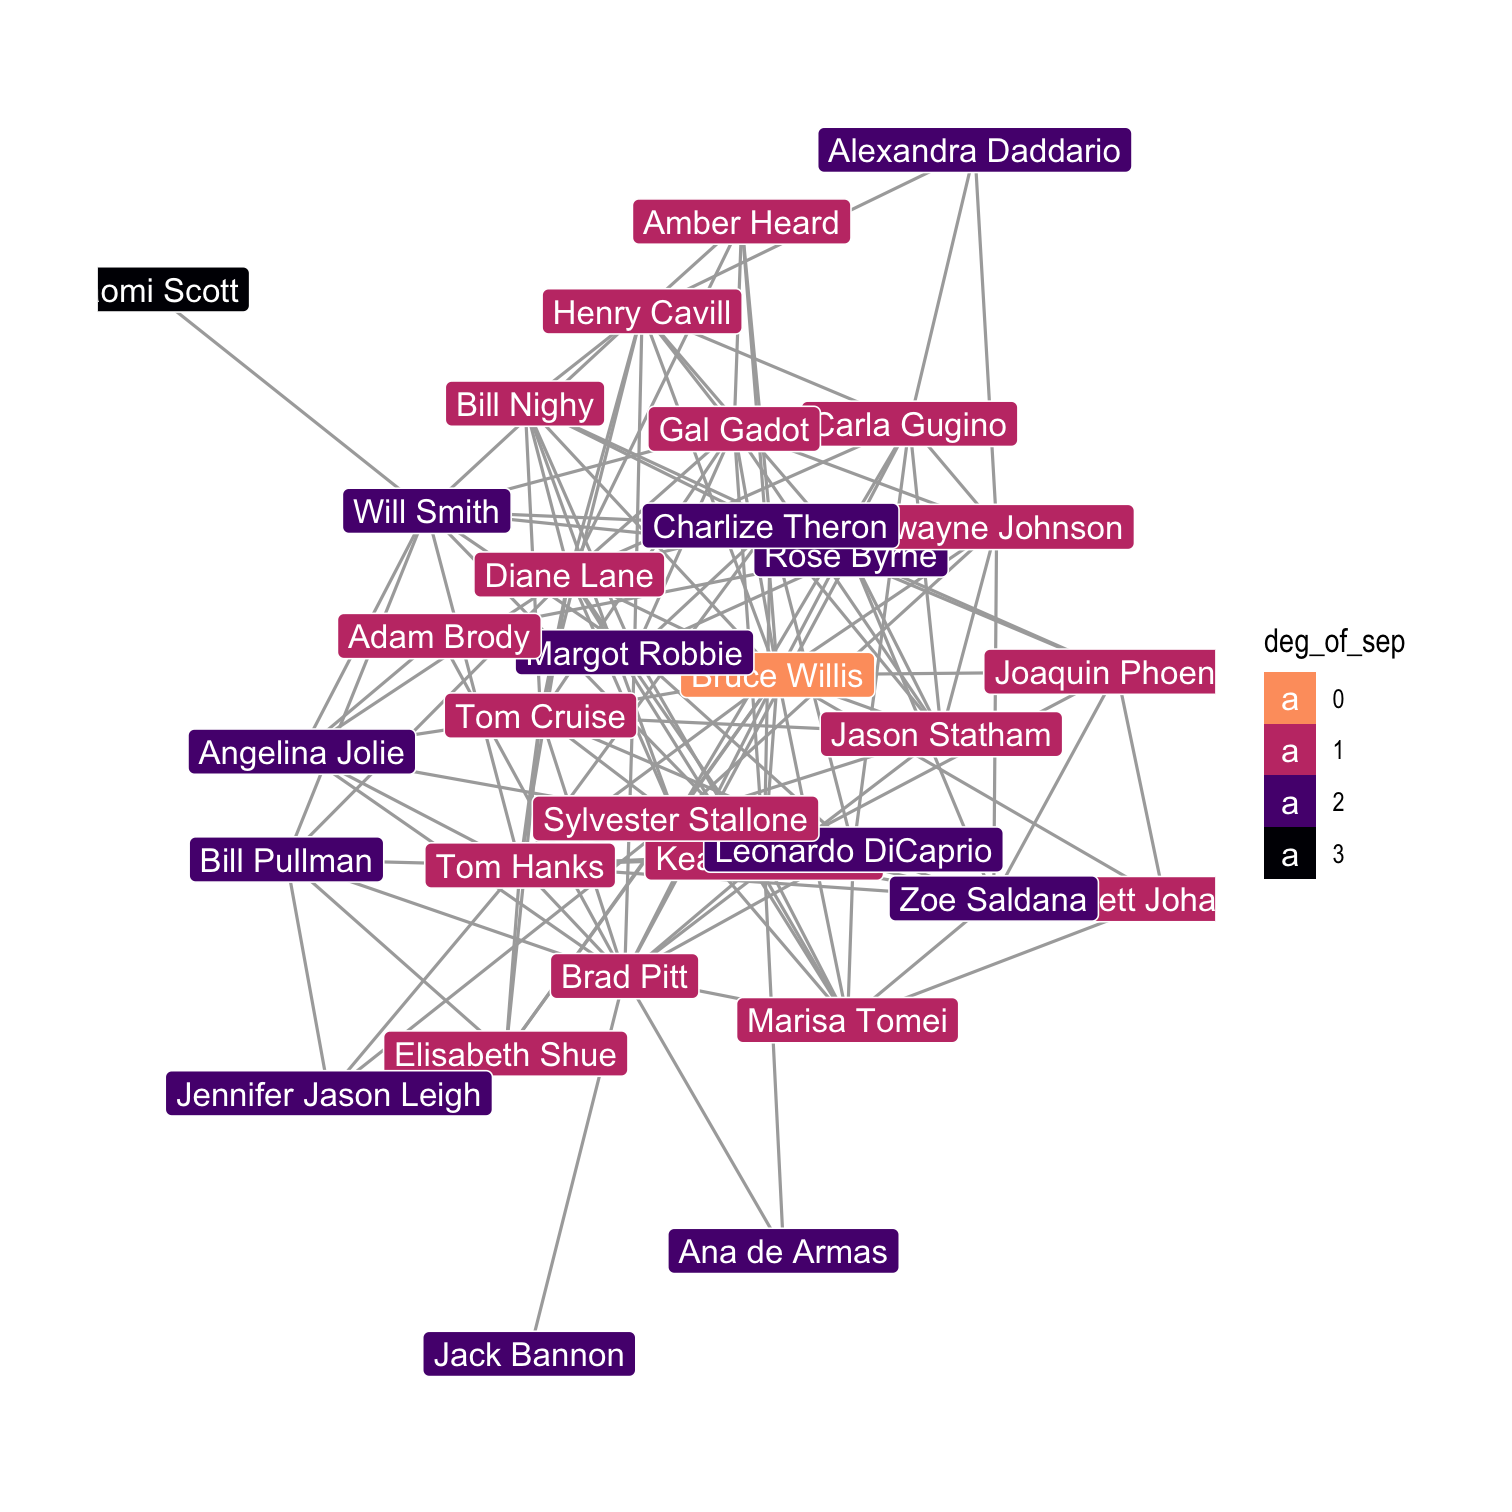 Alexandra Daddario
Amber Heard
omi Scott
Henry Cavill
Bill Nighy
Gal Gadot
Carla Gugino
Will Smith
Charlize Theron
wayne Johnson
Rose Byrne
Diane Lane
Adam Brody
Margot Robbie
Bruce Willis
Joaquin Phoen
Tom Cruise
Jason Statham
Angelina Jolie
Sylvester Stallone
Leonardo DiCaprio
Bill Pullman
Tom Hanks
Kea
Zoe Saldana
ett Joha
Brad Pitt
Marisa Tomei
Elisabeth Shue
Jennifer Jason Leigh
Ana de Armas
Jack Bannon
deg_of_sep
a 0
a 1
a 2
a 3